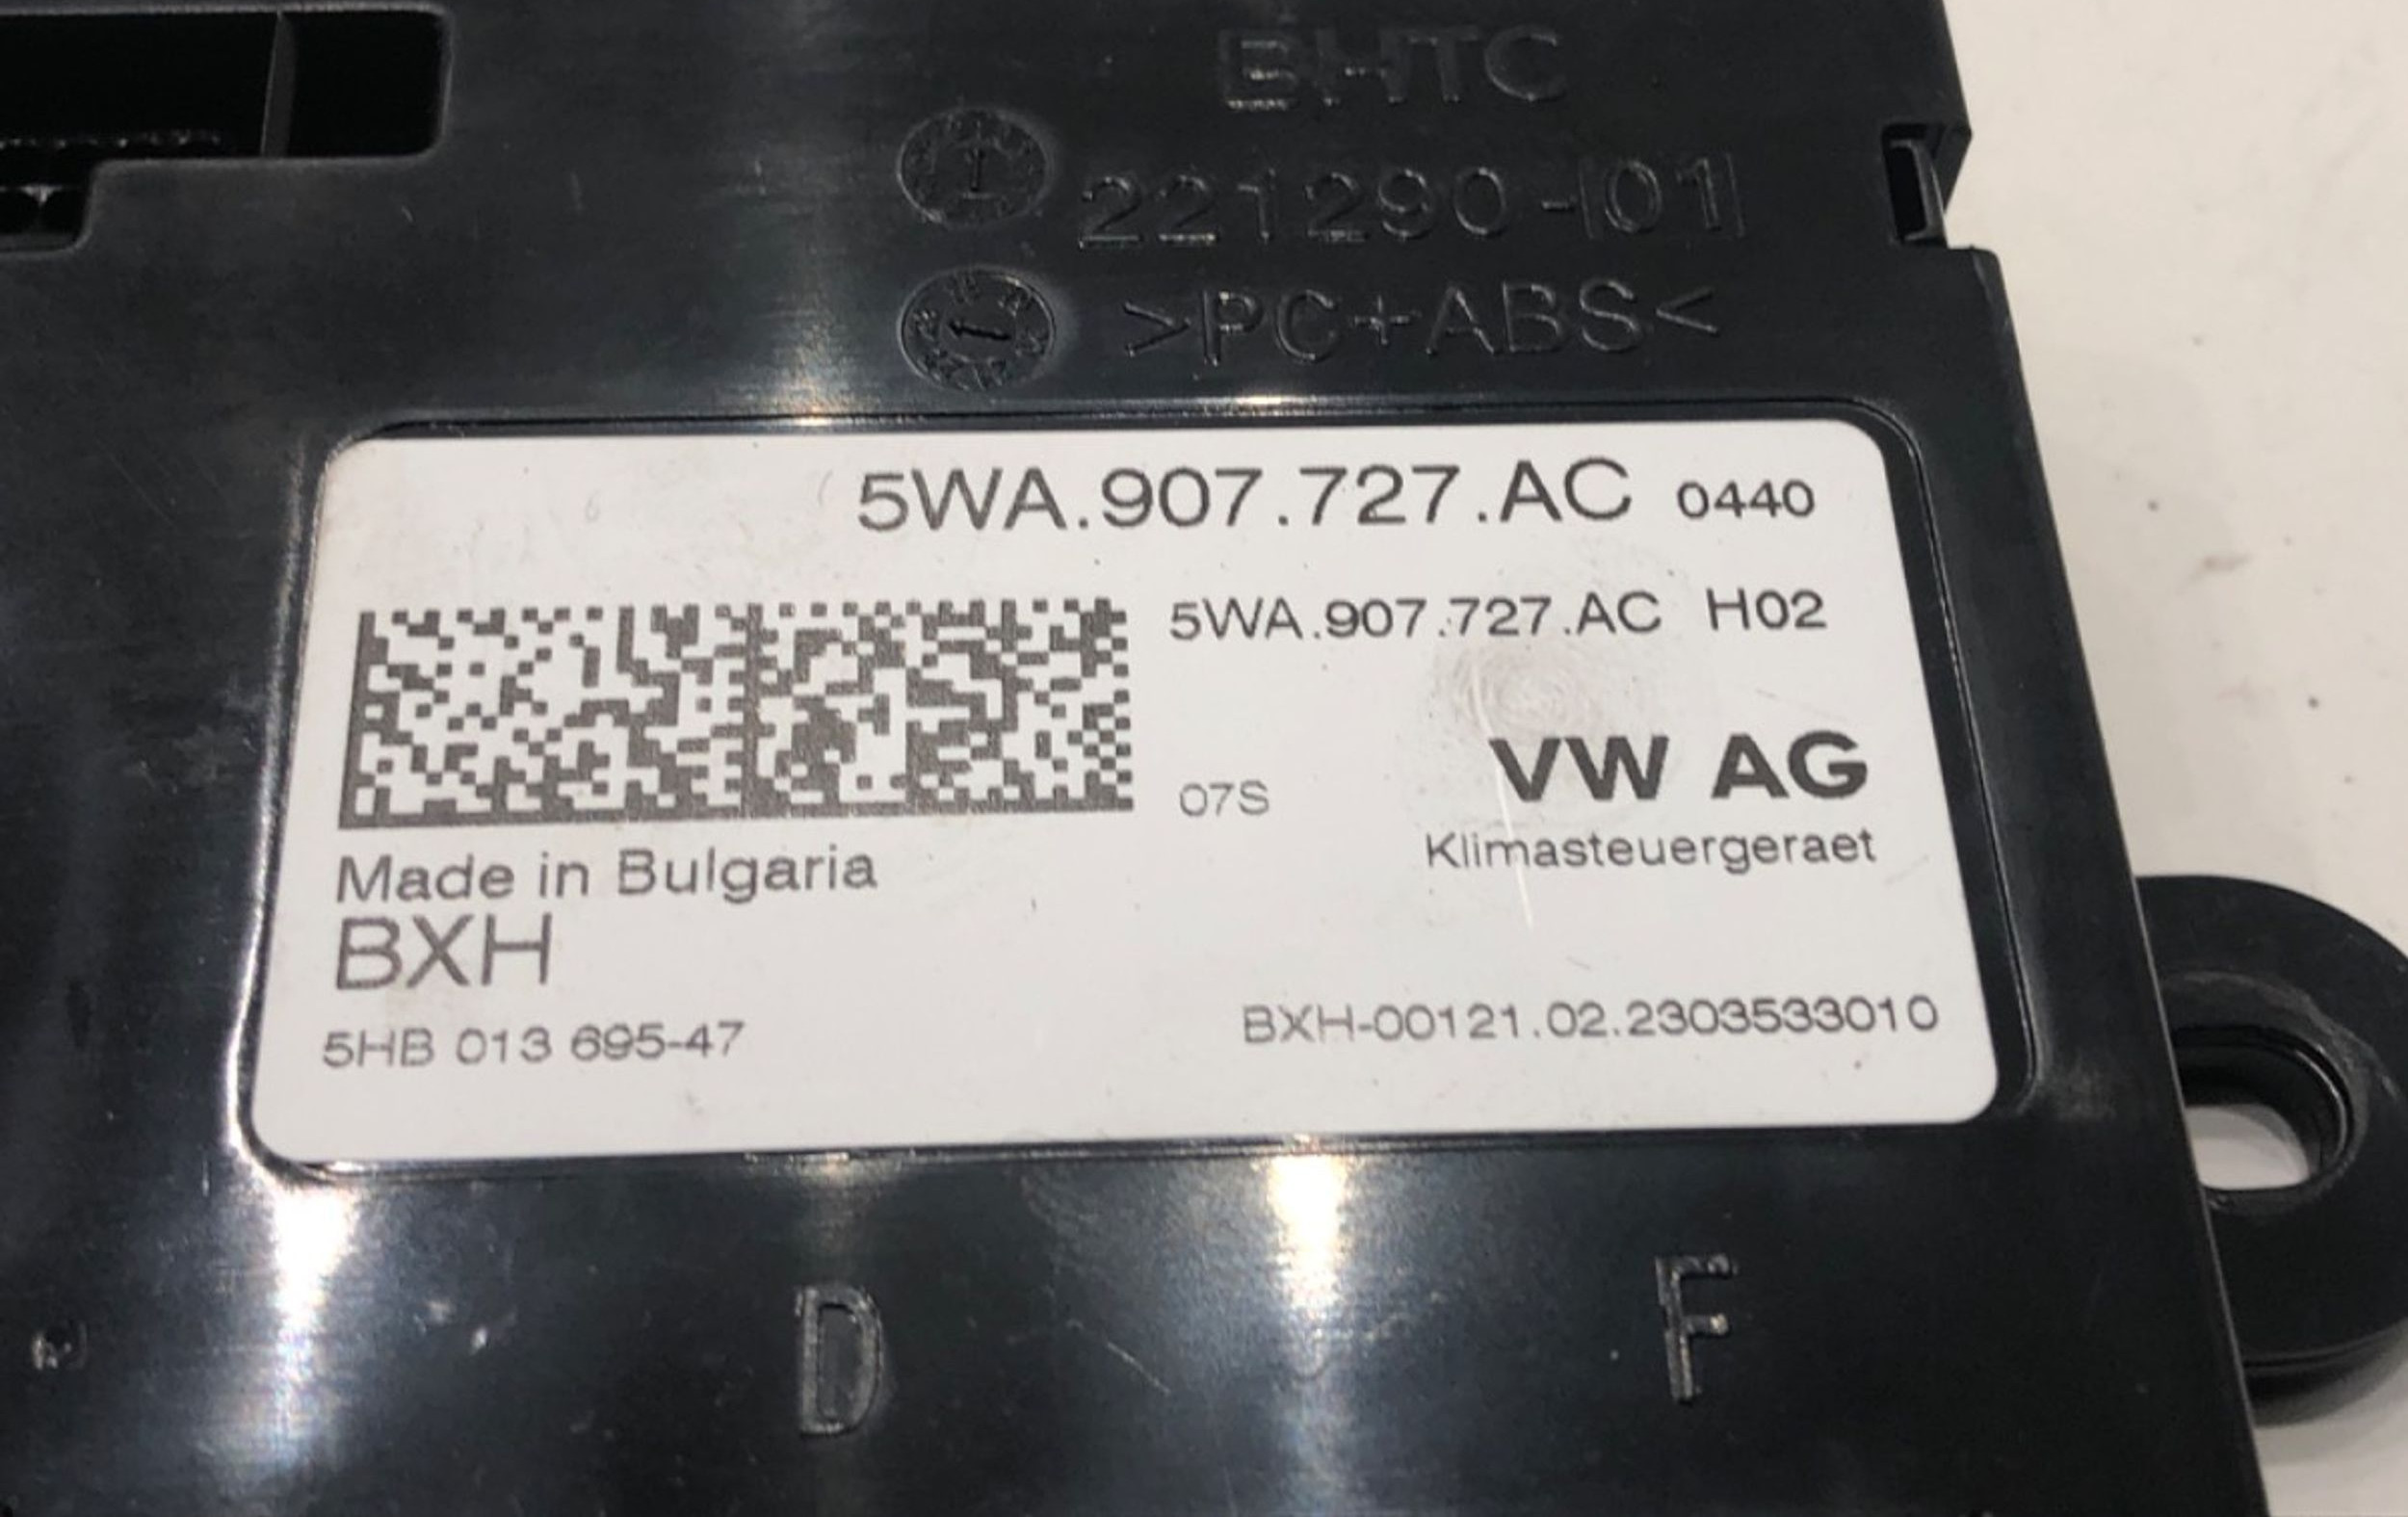 BHTC
221290-01
>PC+ABS<
5WA.907.727.AC 0440
5WA.907.727.AC H02
07S
VW AG
Klimasteuergeraet
Made in Bulgaria
BXH
5HB 013 695-47
BXH-00121.02.2303533010
D
F